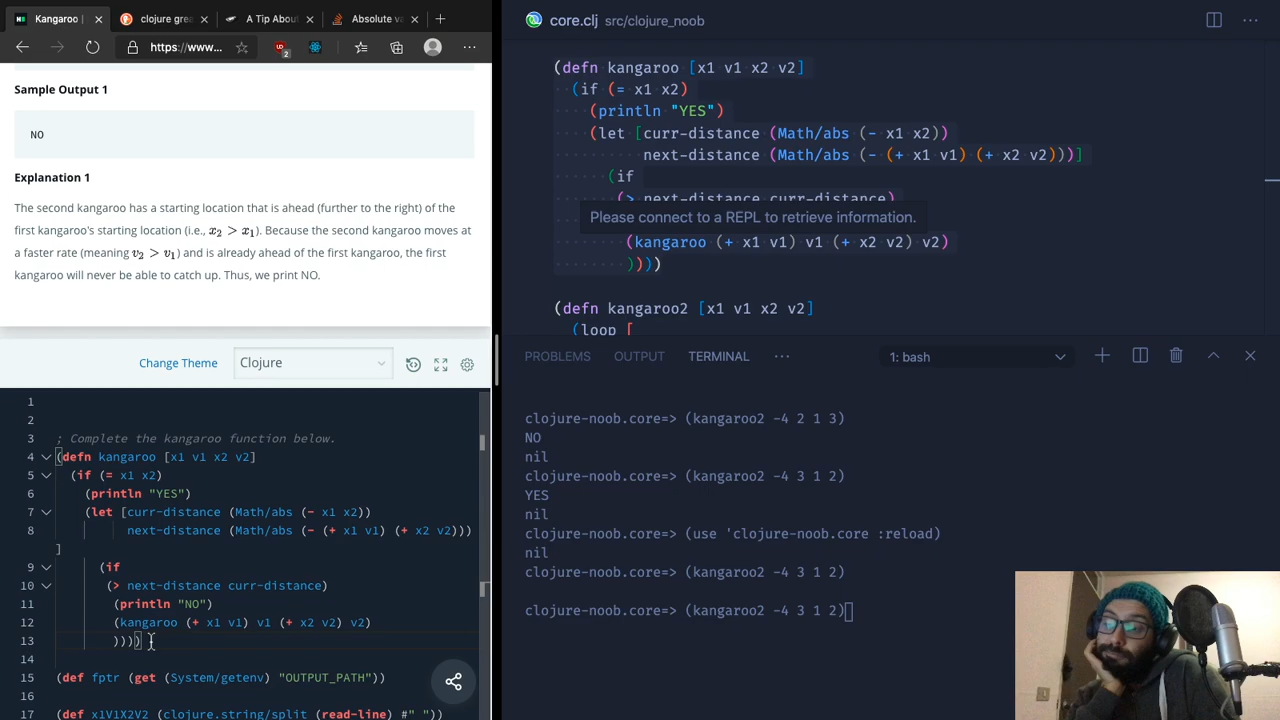 Kangaroo |
clojure grea
A Tip Abou
Absolute va
https://www...
2
Sample Output 1
NO
Explanation 1
The second kangaroo has a starting location that is ahead (further to the right) of the
first kangaroo's starting location (i.e., x2 > x1). Because the second kangaroo moves at
a faster rate (meaning v2 > v1) and is already ahead of the first kangaroo, the first
kangaroo will never be able to catch up. Thus, we print NO.
Change Theme
Clojure
1
2
3 ; Complete the kangaroo function below.
4 (defn kangaroo [x1 v1 x2 v2]
5 (if (= x1 x2)
6 (println "YES")
7 (let [curr-distance (Math/abs (- x1 x2))
8 next-distance (Math/abs (- (+ x1 v1) (+ x2 v2)))
]
9 (if
10 (> next-distance curr-distance)
11 (println "NO")
12 (kangaroo (+ x1 v1) v1 (+ x2 v2) v2)
13 ))))
14
15 (def fptr (get (System/getenv) "OUTPUT_PATH"))
16
17 (def x1V1X2V2 (clojure.string/split (read-line) #" "))
core.clj src/clojure_noob
(defn kangaroo [x1 v1 x2 v2]
(if (= x1 x2)
(println "YES")
(let [curr-distance (Math/abs (- x1 x2))
next-distance (Math/abs (- (+ x1 v1) (+ x2 v2)))]
(if
(> next-distance curr-distance)
Please connect to a REPL to retrieve information.
(kangaroo (+ x1 v1) v1 (+ x2 v2) v2)
))))
(defn kangaroo2 [x1 v1 x2 v2]
(loop [
PROBLEMS OUTPUT TERMINAL ... 1: bash
clojure-noob.core=> (kangaroo2 -4 2 1 3)
NO
nil
clojure-noob.core=> (kangaroo2 -4 3 1 2)
YES
nil
clojure-noob.core=> (use 'clojure-noob.core :reload)
nil
clojure-noob.core=> (kangaroo2 -4 3 1 2)
clojure-noob.core=> (kangaroo2 -4 3 1 2)